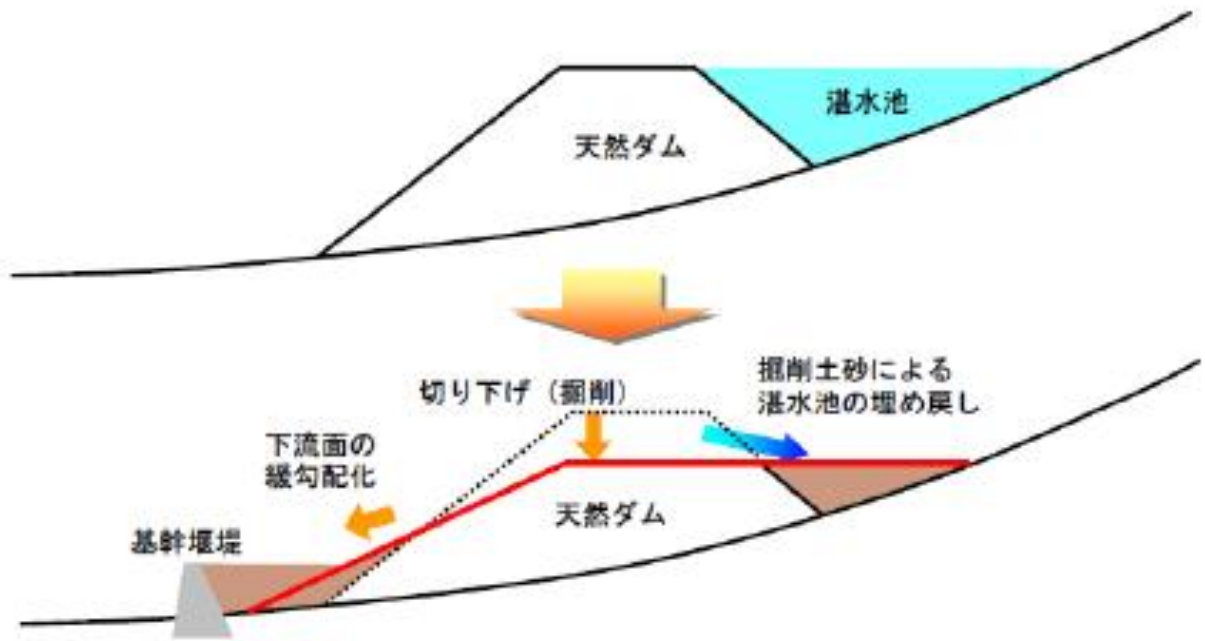 湛水池
天然ダム
切り下げ（掘削）
掘削土砂による
湛水池の埋め戻し
下流面の
緩勾配化
天然ダム
基幹堰堤